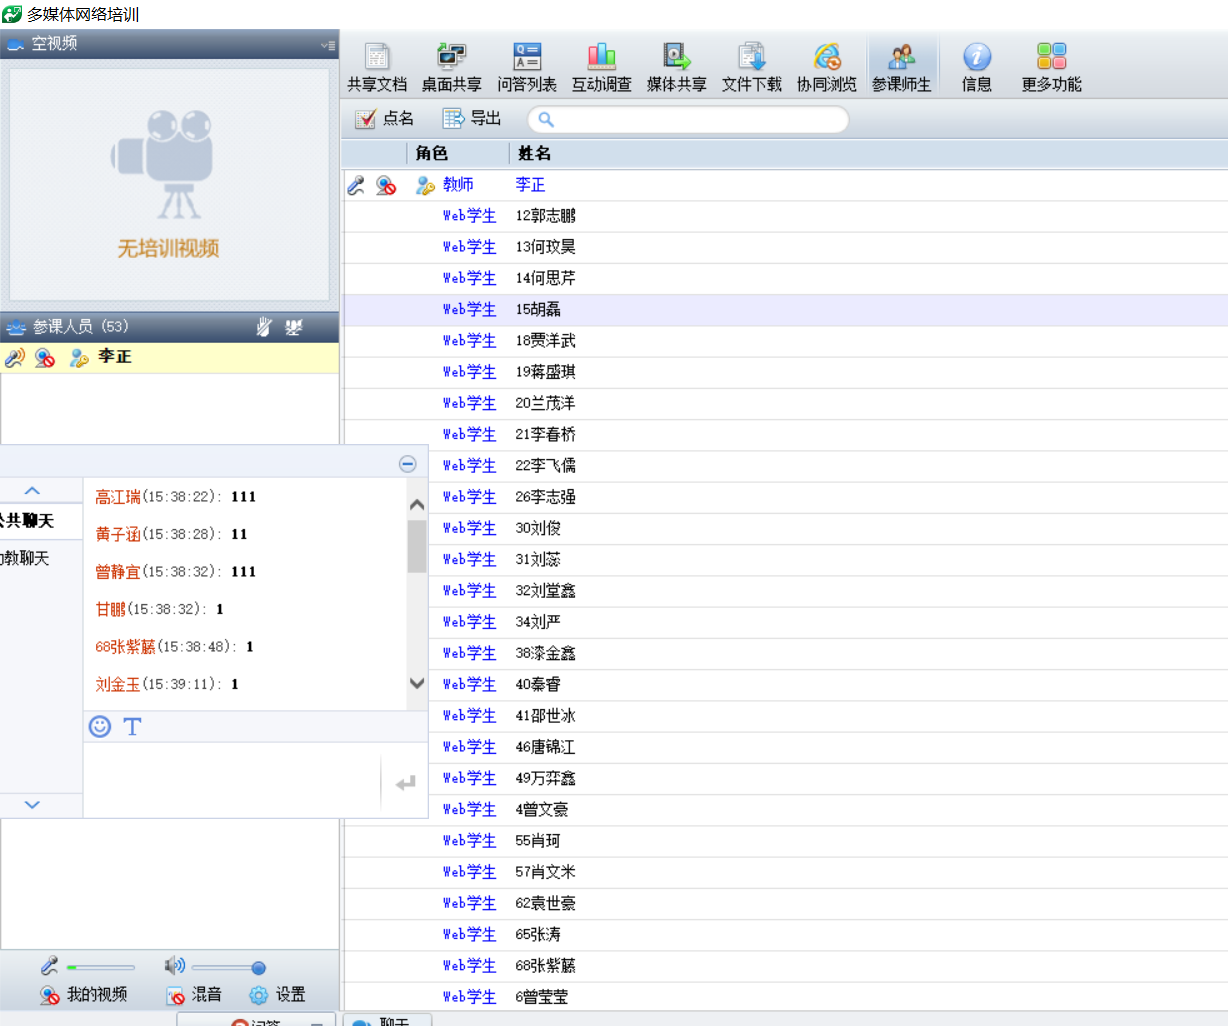 多媒体网络培训
空视频
无培训视频
参课人员 (53)
李正
共享文档 桌面共享 问答列表 互动调查 媒体共享 文件下载 协同浏览 参课师生 信息 更多功能
点名 导出
角色 姓名
教师 李正
Web学生 12郭志鹏
Web学生 13何玟昊
Web学生 14何思芹
Web学生 15胡磊
Web学生 18贾洋武
Web学生 19蒋盛琪
Web学生 20兰茂洋
Web学生 21李春桥
Web学生 22李飞儒
Web学生 26李志强
Web学生 30刘俊
Web学生 31刘蕊
Web学生 32刘堂鑫
Web学生 34刘严
Web学生 38漆金鑫
Web学生 40秦睿
Web学生 41邵世冰
Web学生 46唐锦江
Web学生 49万弈鑫
Web学生 4曾文豪
Web学生 55肖珂
Web学生 57肖文米
Web学生 62袁世豪
Web学生 65张涛
Web学生 68张紫藤
Web学生 6曾莹莹
公共聊天
助教聊天
高江瑞(15:38:22): 111
黄子涵(15:38:28): 11
曾静宜(15:38:32): 111
甘鹏(15:38:32): 1
68张紫藤(15:38:48): 1
刘金玉(15:39:11): 1
我的视频 混音 设置
问答 聊天